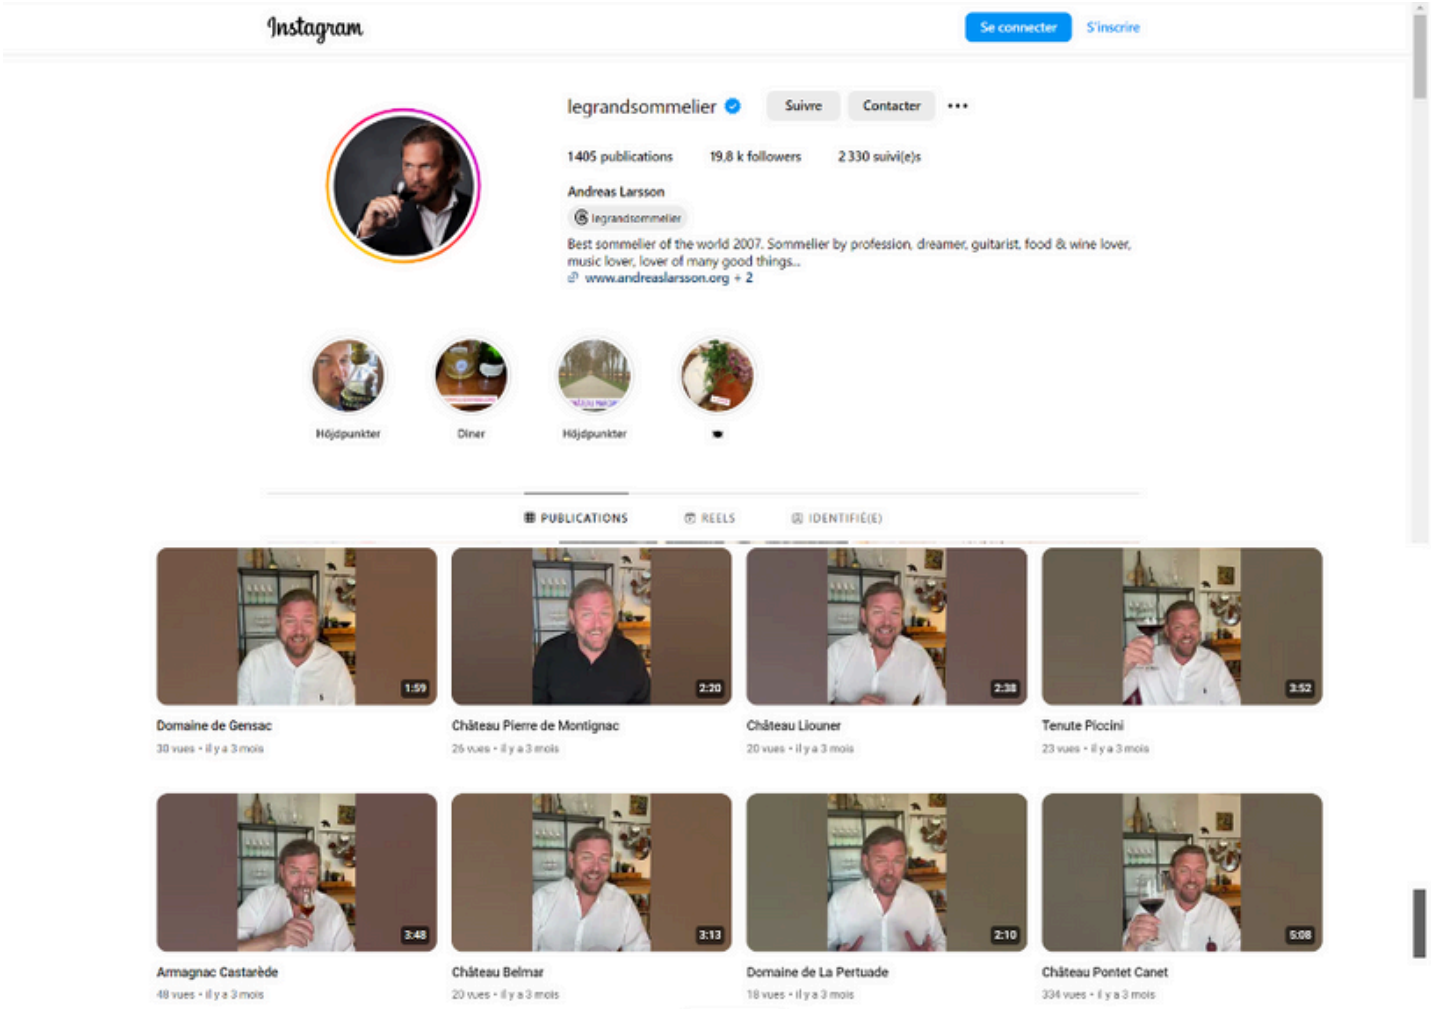 Instagram
Se connecter
S'inscrire
legrandsommelier
Suivre
Contacter
1 405 publications
19,8 k followers
2 330 suivi(e)s
Andreas Larsson
legrandsommelier
Best sommelier of the world 2007. Sommelier by profession, dreamer, guitarist, food & wine lover,
music lover, lover of many good things...
www.andreaslarsson.org + 2
Höjdpunkter
Diner
Höjdpunkter
PUBLICATIONS
REELS
IDENTIFIÉ(E)
1:59
2:20
2:38
3:52
Domaine de Gensac
Château Pierre de Montignac
Château Liouner
Tenute Piccini
30 vues • il y a 3 mois
26 vues • il y a 3 mois
20 vues • il y a 3 mois
23 vues • il y a 3 mois
3:48
3:13
2:10
5:08
Armagnac Castarède
Château Belmar
Domaine de La Pertuade
Château Pontet Canet
48 vues • il y a 3 mois
20 vues • il y a 3 mois
18 vues • il y a 3 mois
334 vues • il y a 3 mois